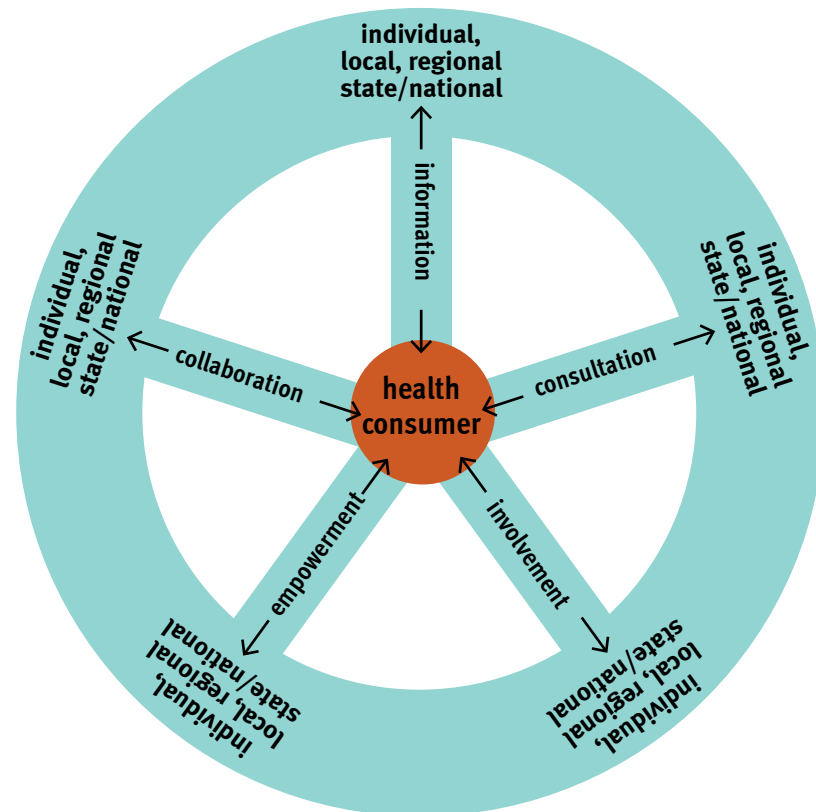 individual,
local, regional
state/national
information
individual,
local, regional
state/national
consultation
individual,
local, regional
state/national
collaboration
health
consumer
involvement
individual,
local, regional
state/national
empowerment
individual,
local, regional
state/national